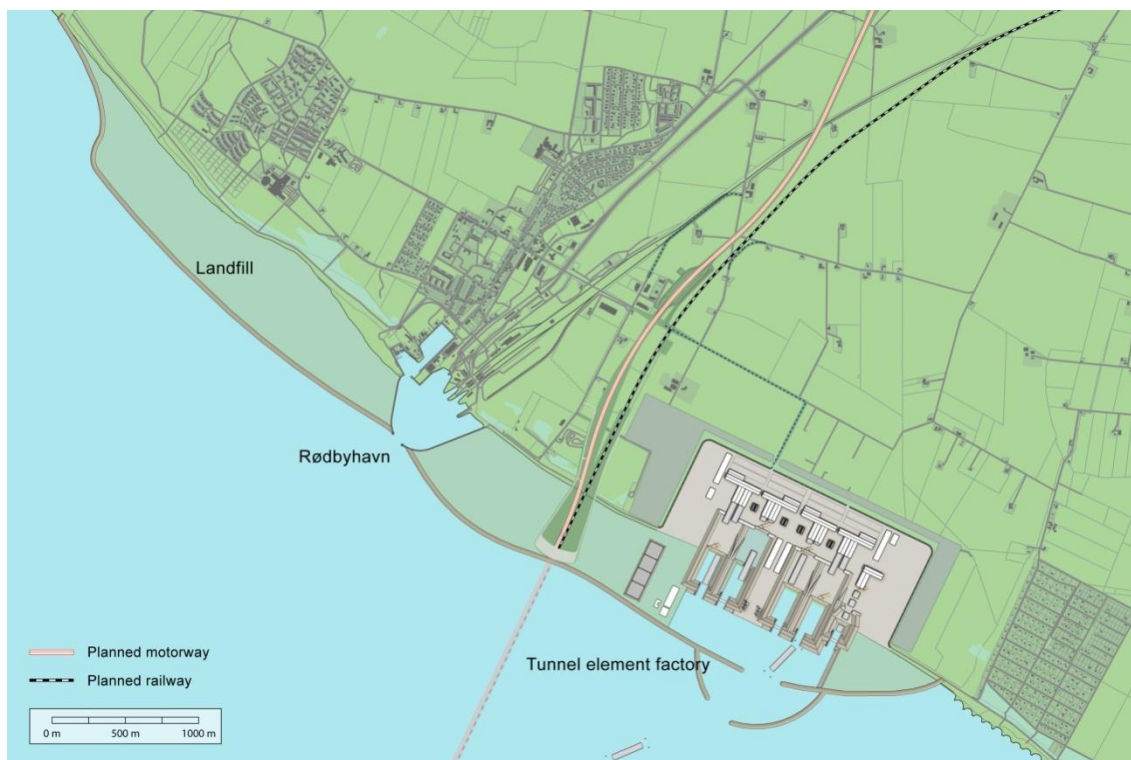 Landfill
Rødbyhavn
Tunnel element factory
Planned motorway
Planned railway
0 m 500 m 1000 m